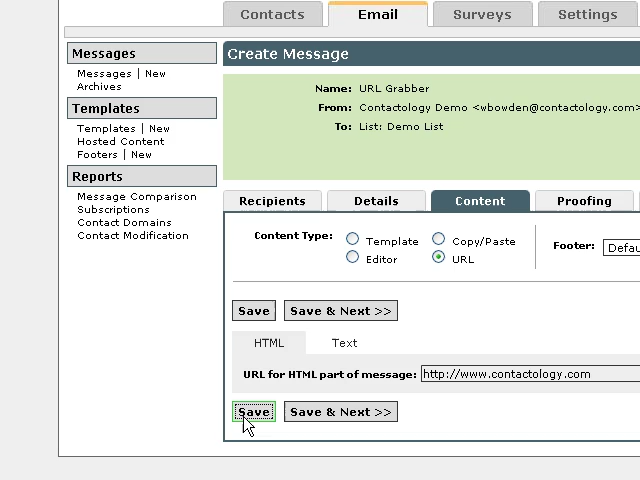 Contacts Email Surveys Settings
Messages
Messages | New
Archives
Templates
Templates | New
Hosted Content
Footers | New
Reports
Message Comparison
Subscriptions
Contact Domains
Contact Modification
Create Message
Name: URL Grabber
From: Contactology Demo <wbowden@contactology.com>
To: List: Demo List
Recipients Details Content Proofing
Content Type: Template Copy/Paste
Editor URL
Footer: Defau
Save Save & Next >>
HTML Text
URL for HTML part of message: http://www.contactology.com
Save Save & Next >>